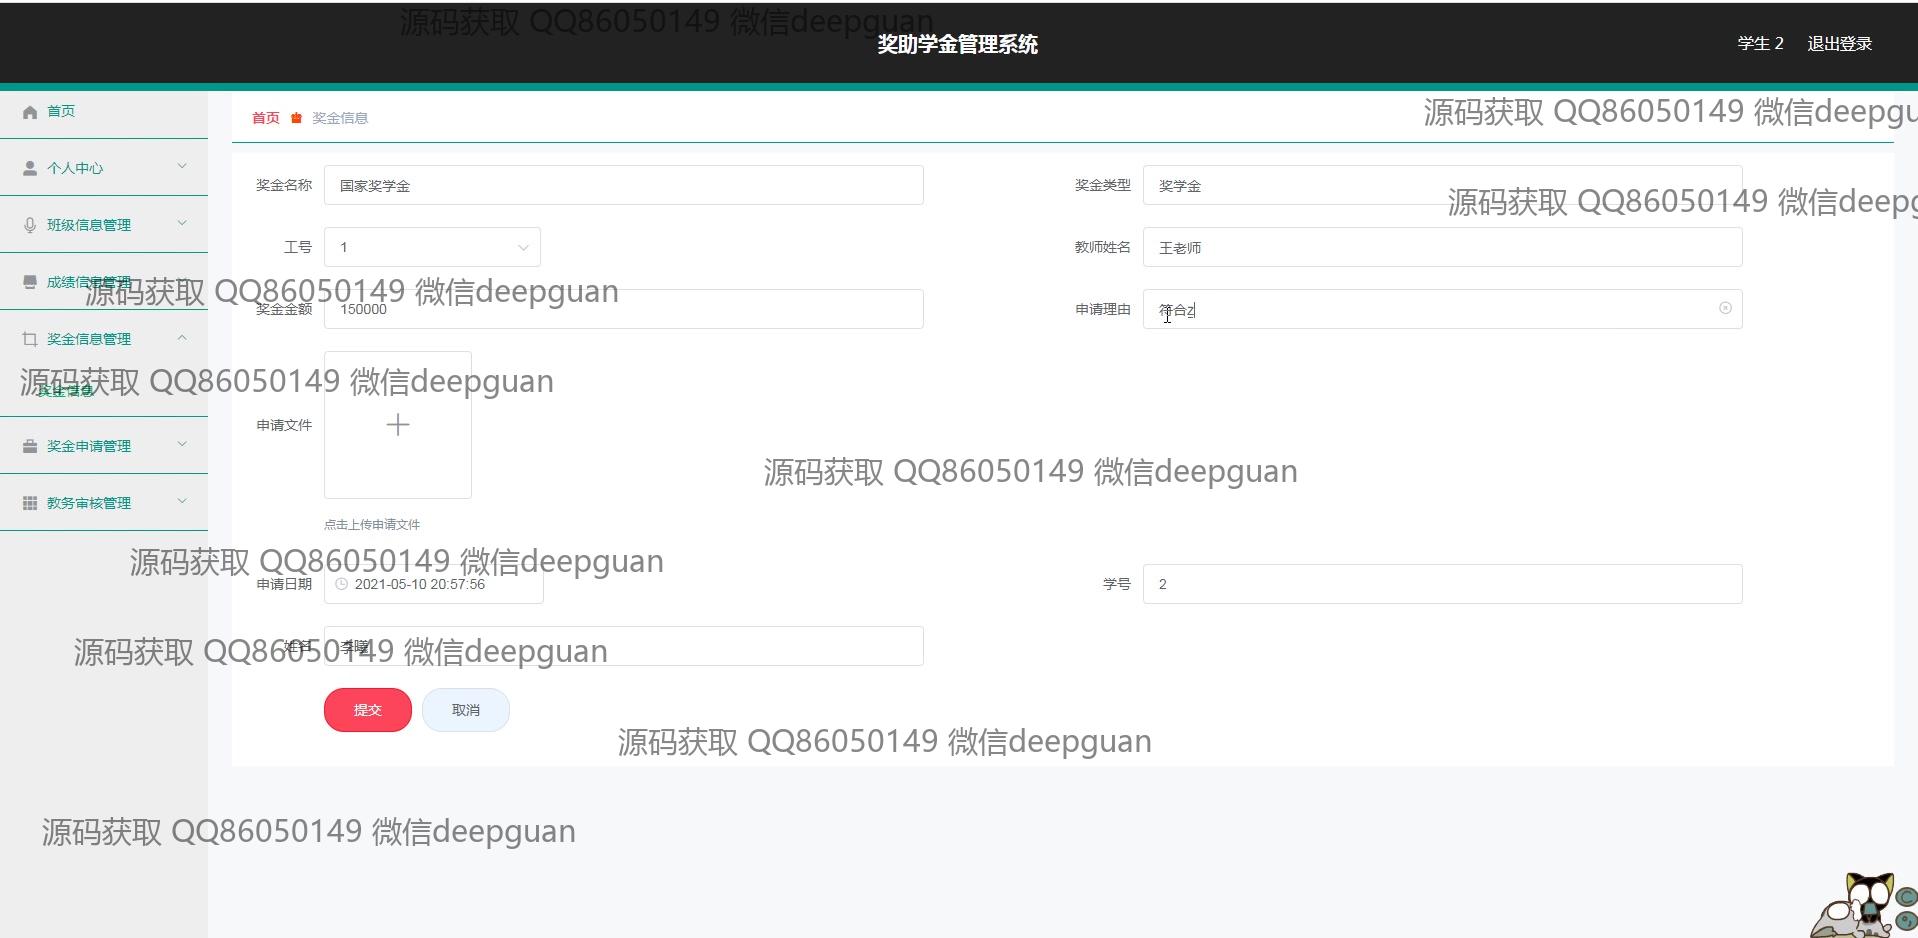 源码获取 QQ86050149 微信deepguan
奖助学金管理系统
学生 2
退出登录
首页
首页
奖金信息
源码获取 QQ86050149 微信deepgu
个人中心
奖金名称
国家奖学金
奖金类型
奖学金
源码获取 QQ86050149 微信deepg
班级信息管理
工号
1
教师姓名
王老师
成绩信息管理
源码获取 QQ86050149 微信deepguan
奖金金额
150000
申请理由
符合z
奖金信息管理
源码获取 QQ86050149 微信deepguan
奖金信息
申请文件
奖金申请管理
源码获取 QQ86050149 微信deepguan
教务审核管理
点击上传申请文件
源码获取 QQ86050149 微信deepguan
申请日期
2021-05-10 20:57:56
学号
2
源码获取 QQ86050149 微信deepguan
姓名
提交
取消
源码获取 QQ86050149 微信deepguan
源码获取 QQ86050149 微信deepguan